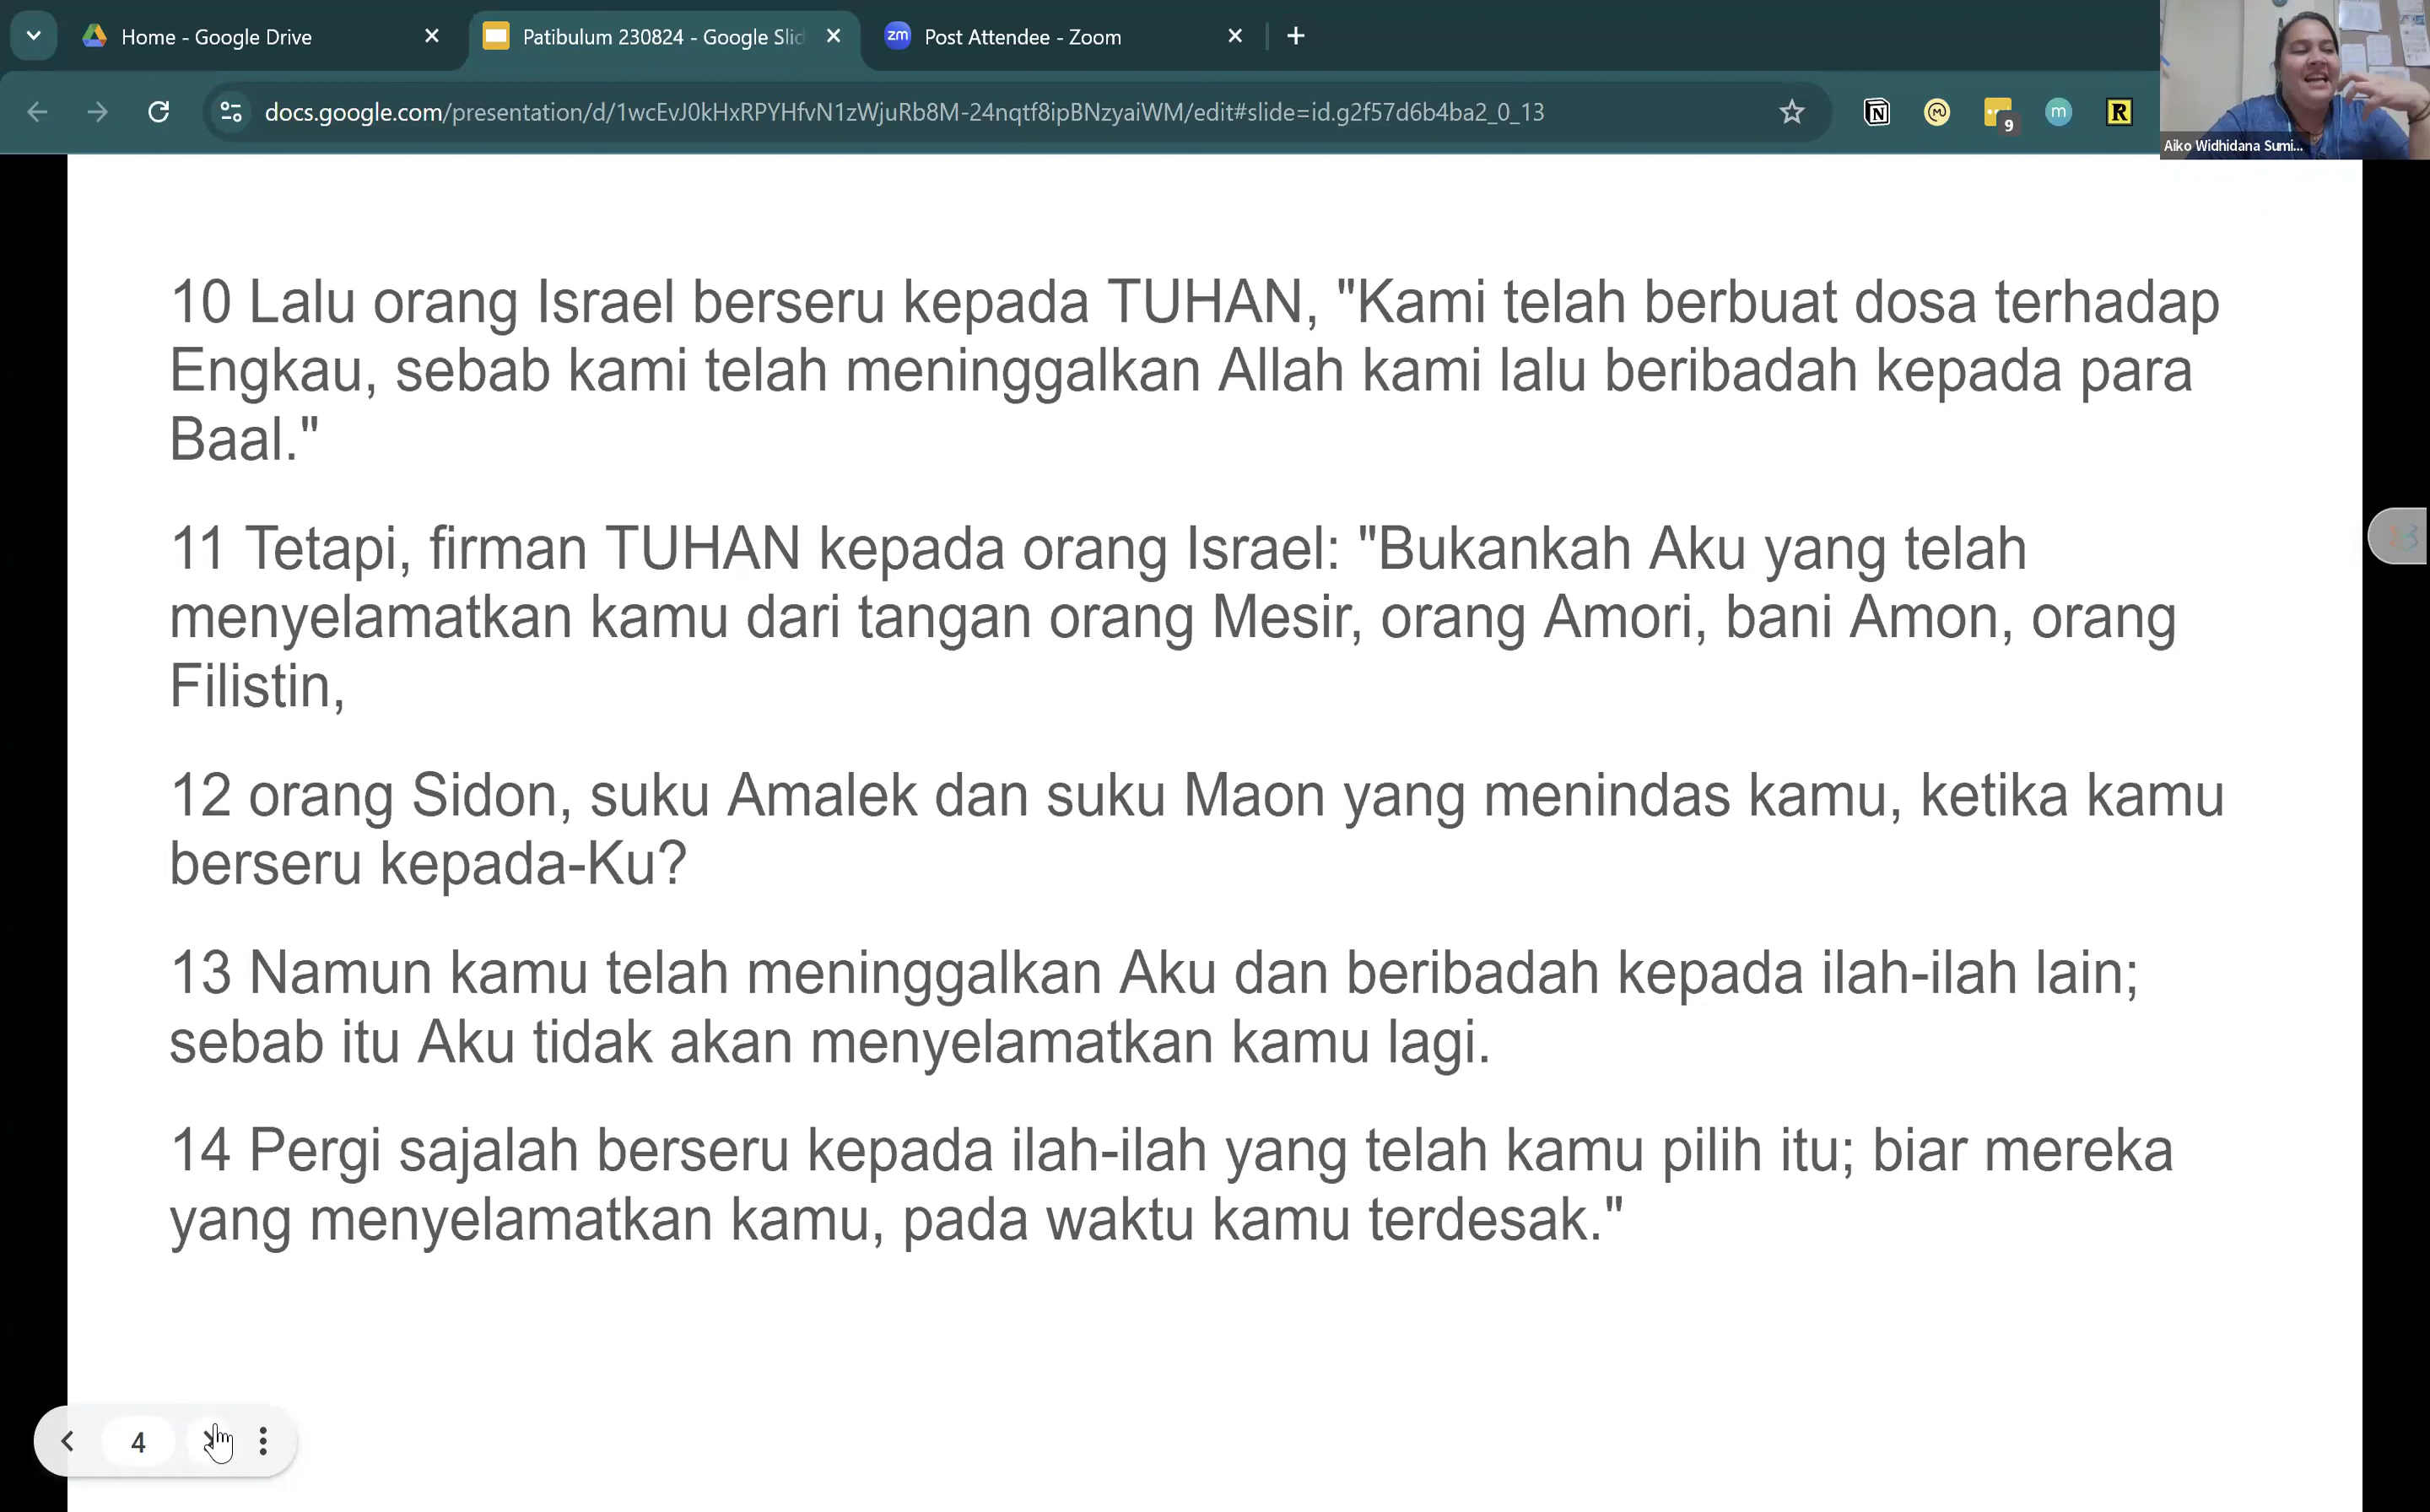 Home - Google Drive
Patibulum 230824 - Google Slic
Post Attendee - Zoom
docs.google.com/presentation/d/1wcEvJ0kHxRPYHfvN1zWjuRb8M-24nqtf8ipBNzyaiWM/edit#slide=id.g2f57d6b4ba2_0_13
9
m
R
Aiko Widhidana Sumi...
10 Lalu orang Israel berseru kepada TUHAN, "Kami telah berbuat dosa terhadap
Engkau, sebab kami telah meninggalkan Allah kami lalu beribadah kepada para
Baal."
11 Tetapi, firman TUHAN kepada orang Israel: "Bukankah Aku yang telah
menyelamatkan kamu dari tangan orang Mesir, orang Amori, bani Amon, orang
Filistin,
12 orang Sidon, suku Amalek dan suku Maon yang menindas kamu, ketika kamu
berseru kepada-Ku?
13 Namun kamu telah meninggalkan Aku dan beribadah kepada ilah-ilah lain;
sebab itu Aku tidak akan menyelamatkan kamu lagi.
14 Pergi sajalah berseru kepada ilah-ilah yang telah kamu pilih itu; biar mereka
yang menyelamatkan kamu, pada waktu kamu terdesak."
4